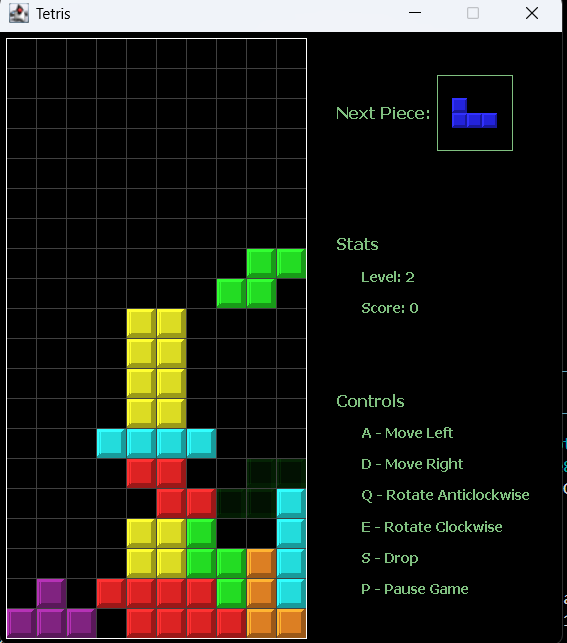 Tetris
Next Piece:
Stats
Level: 2
Score: 0
Controls
A - Move Left
D - Move Right
Q - Rotate Anticlockwise
E - Rotate Clockwise
S - Drop
P - Pause Game